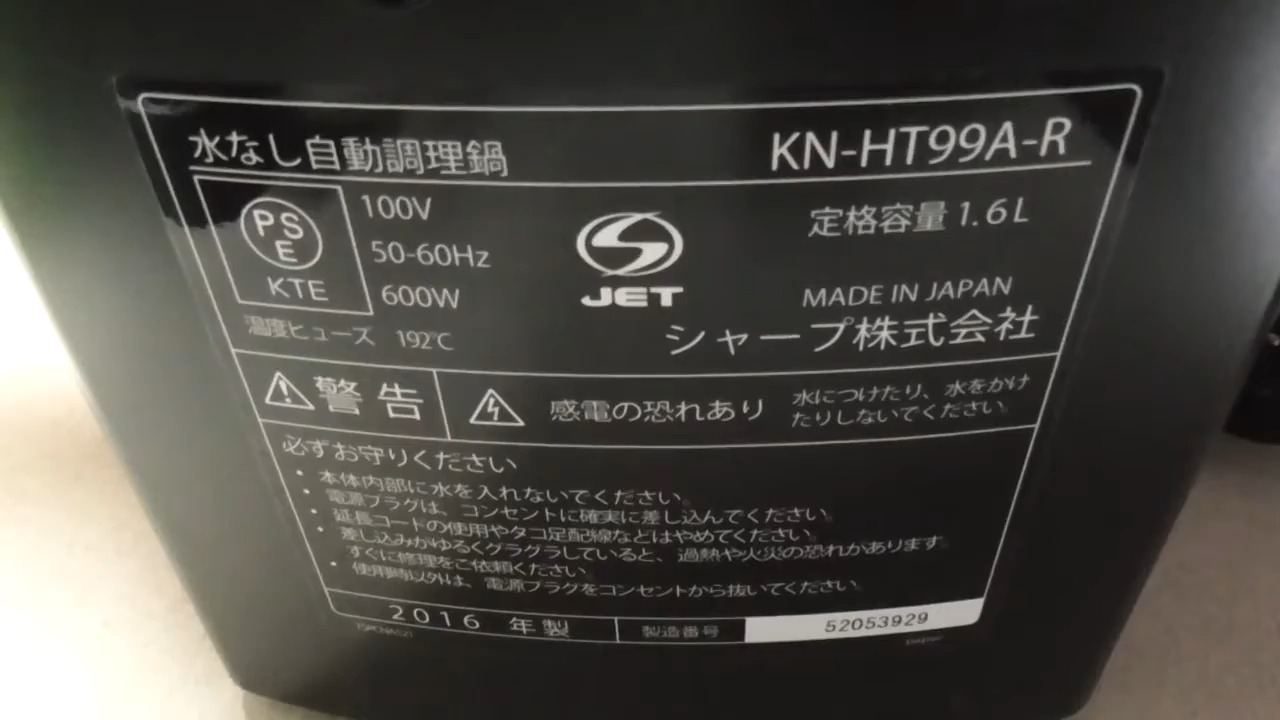 水なし自動調理鍋 KN-HT99A-R
PSE
KTE
100V
50-60Hz
600W
温度ヒューズ 192℃
JET
定格容量 1.6L
MADE IN JAPAN
シャープ株式会社
警告
感電の恐れあり
水につけたり、水をかけ
たりしないでください
必ずお守りください
・本体内部に水を入れないでください。
・電源プラグは、コンセントに確実に差し込んでください。
・延長コードの使用やタコ足配線などはやめてください。
・差し込みがゆるくグラグラしていると、過熱や火災の恐れがあります。
すぐに修理をご依頼ください。
・使用時以外は、電源プラグをコンセントから抜いてください。
2016 年製 製造番号 52053929